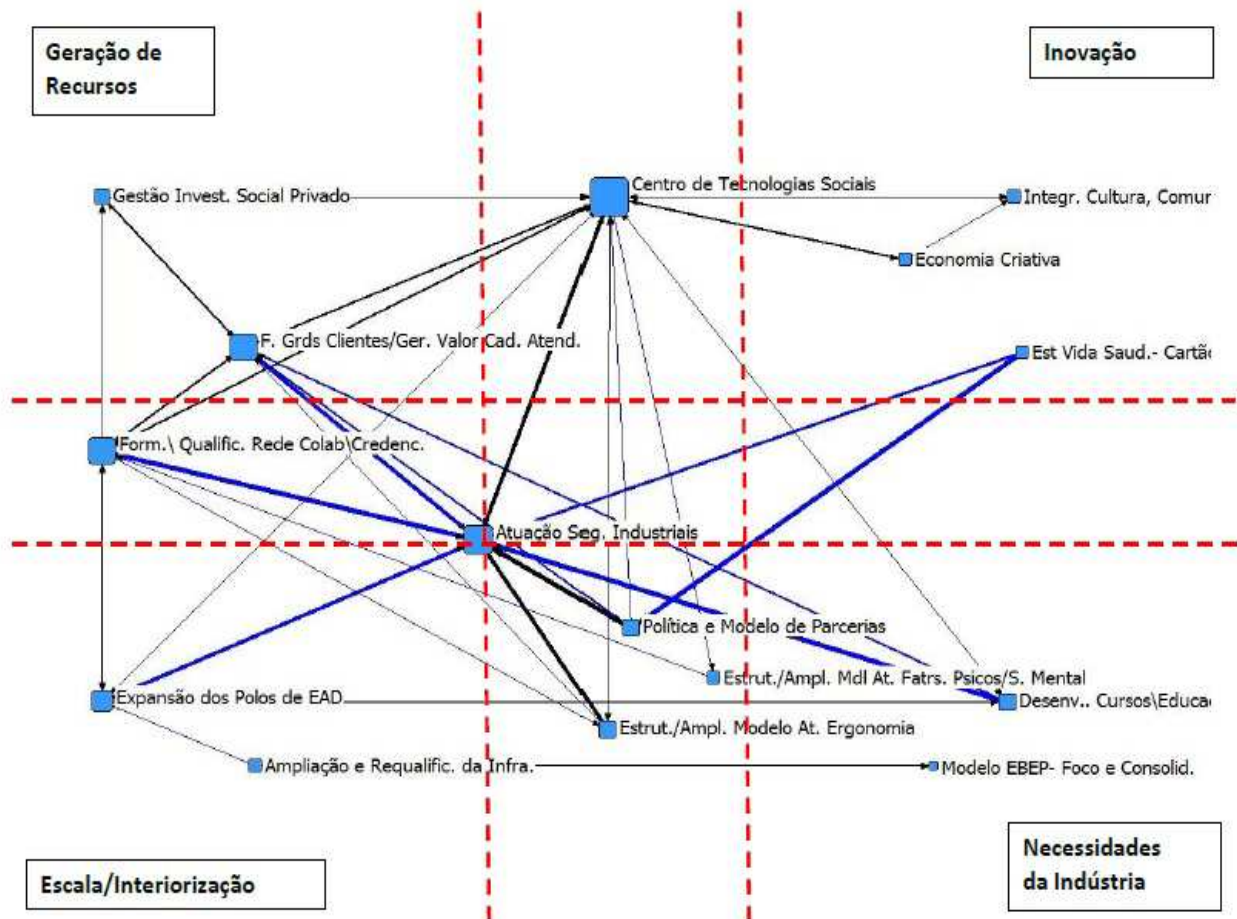 Geração de
Recursos
Inovação
Centro de Tecnologias Sociais
Gestão Invest. Social Privado
Integr. Cultura, Comur
Economia Criativa
F. Grds Clientes/Ger. Valor Cad. Atend.
Est Vida Saud.- Cartão
Form.\ Qualific. Rede Colab\Credenc.
Atuação Seg. Industriais
Política e Modelo de Parcerias
Estrut./Ampl. Mdl At. Fatrs. Psicos/S. Mental
Expansão dos Polos de EAD
Desenv.. Cursos\Educa
Estrut./Ampl. Modelo At. Ergonomia
Ampliação e Requalific. da Infra.
Modelo EBEP- Foco e Consolid.
Necessidades
da Indústria
Escala/Interiorização